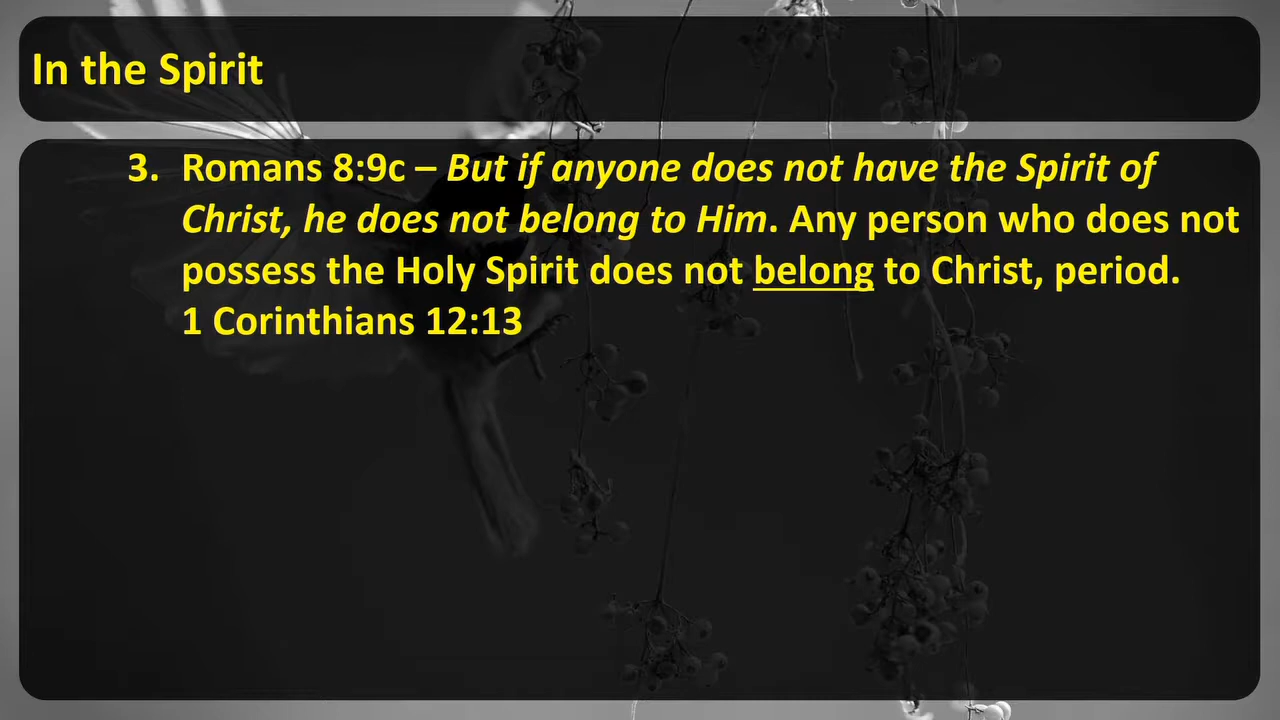 In the Spirit
3. Romans 8:9c – But if anyone does not have the Spirit of
Christ, he does not belong to Him. Any person who does not
possess the Holy Spirit does not belong to Christ, period.
1 Corinthians 12:13